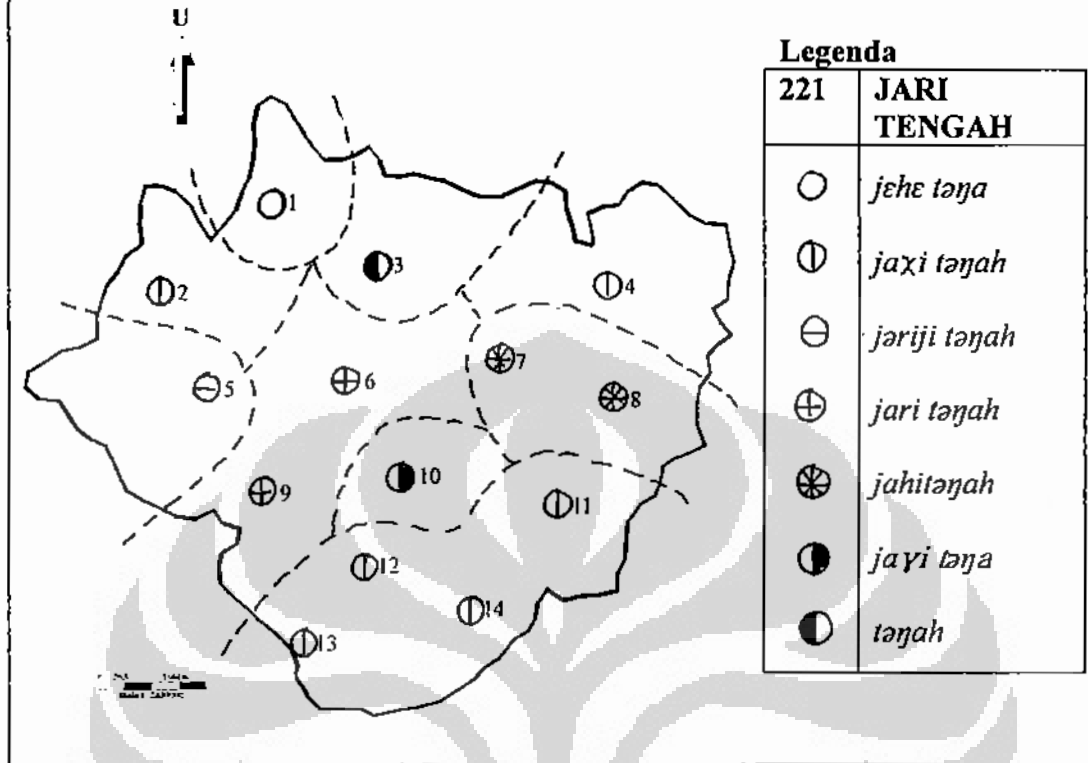 U
Legenda
221 JARI TENGAH
jɛhɛ təŋa
jaχi təŋah
jəriji təŋah
jari təŋah
jahitəŋah
jaɣi təŋa
təŋah
1
2
3
4
5
6
7
8
9
10
11
12
13
14